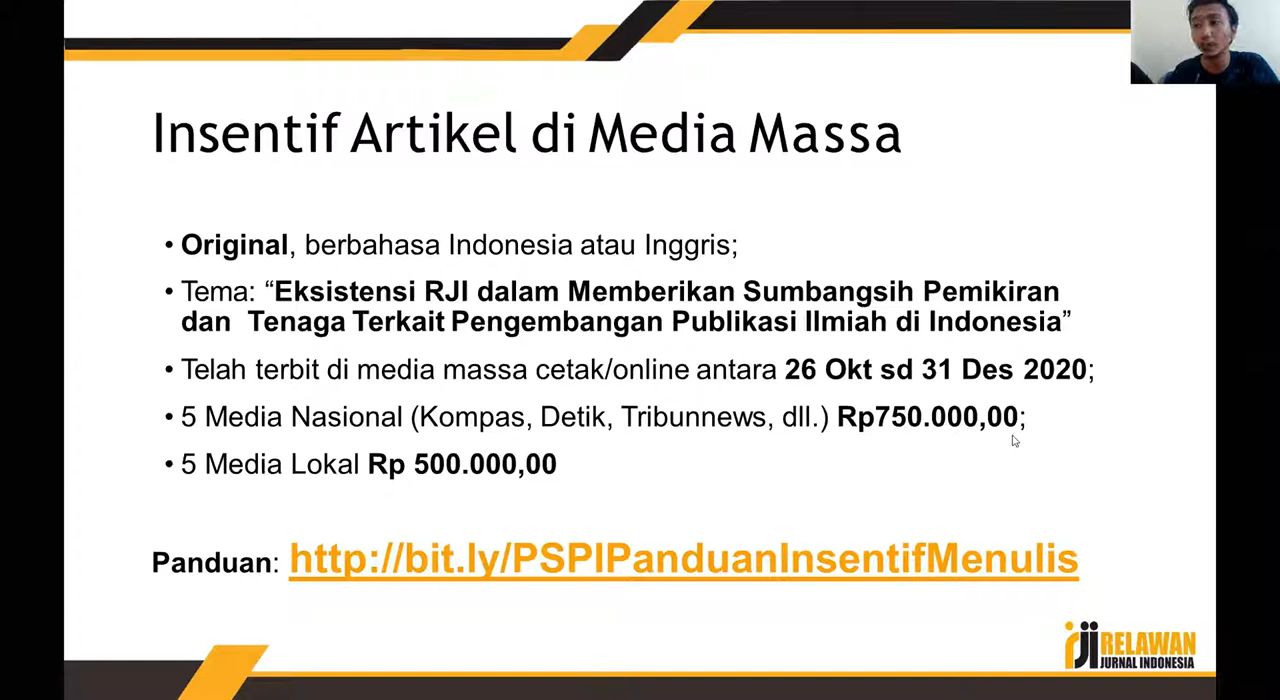 Insentif Artikel di Media Massa
• Original, berbahasa Indonesia atau Inggris;
• Tema: “Eksistensi RJI dalam Memberikan Sumbangsih Pemikiran
dan Tenaga Terkait Pengembangan Publikasi Ilmiah di Indonesia”
• Telah terbit di media massa cetak/online antara 26 Okt sd 31 Des 2020;
• 5 Media Nasional (Kompas, Detik, Tribunnews, dll.) Rp750.000,00;
• 5 Media Lokal Rp 500.000,00
Panduan: http://bit.ly/PSPIPanduanInsentifMenulis
rji RELAWAN
JURNAL INDONESIA